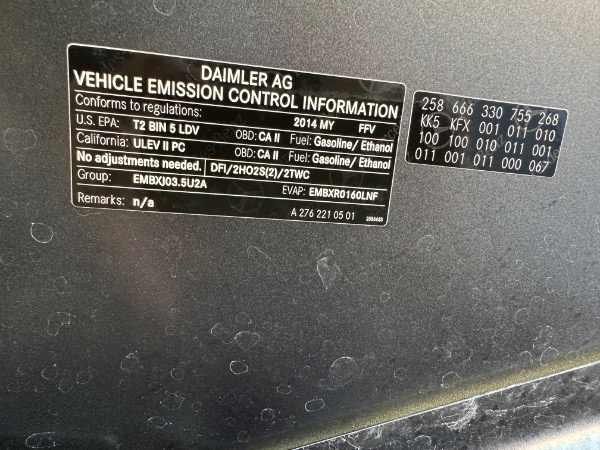 DAIMLER AG
VEHICLE EMISSION CONTROL INFORMATION
Conforms to regulations: 2014 MY FFV
U.S. EPA: T2 BIN 5 LDV OBD: CA II Fuel: Gasoline/ Ethanol
California: ULEV II PC OBD: CA II Fuel: Gasoline/ Ethanol
No adjustments needed. DFI/2HO2S(2)/2TWC
Group: EMBXJ03.5U2A EVAP: EMBXR0160LNF
Remarks: n/a
A 276 221 05 01
258 666 330 755 268
KK5 KFX 001 011 010
100 100 010 011 001
011 001 011 000 067